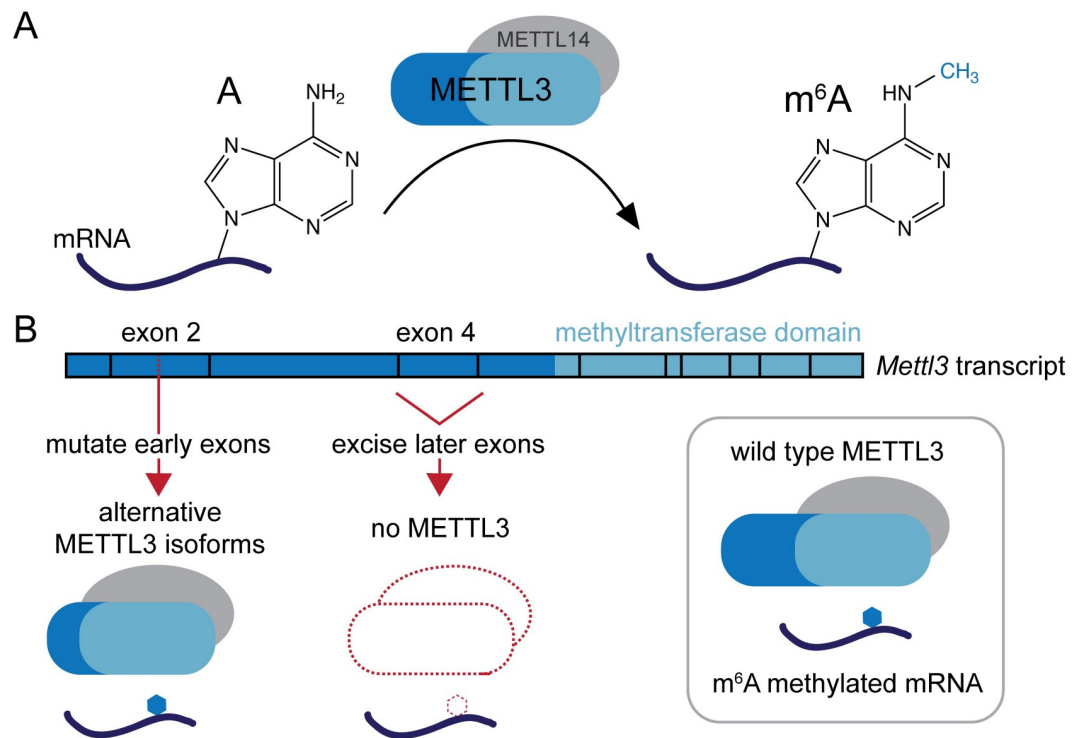 A
METTL14
METTL3
A
NH₂
N
N
N
N
mRNA
m⁶A
HN
CH₃
N
N
N
N
B
exon 2
exon 4
methyltransferase domain
Mettl3 transcript
mutate early exons
excise later exons
alternative
METTL3 isoforms
no METTL3
wild type METTL3
m⁶A methylated mRNA